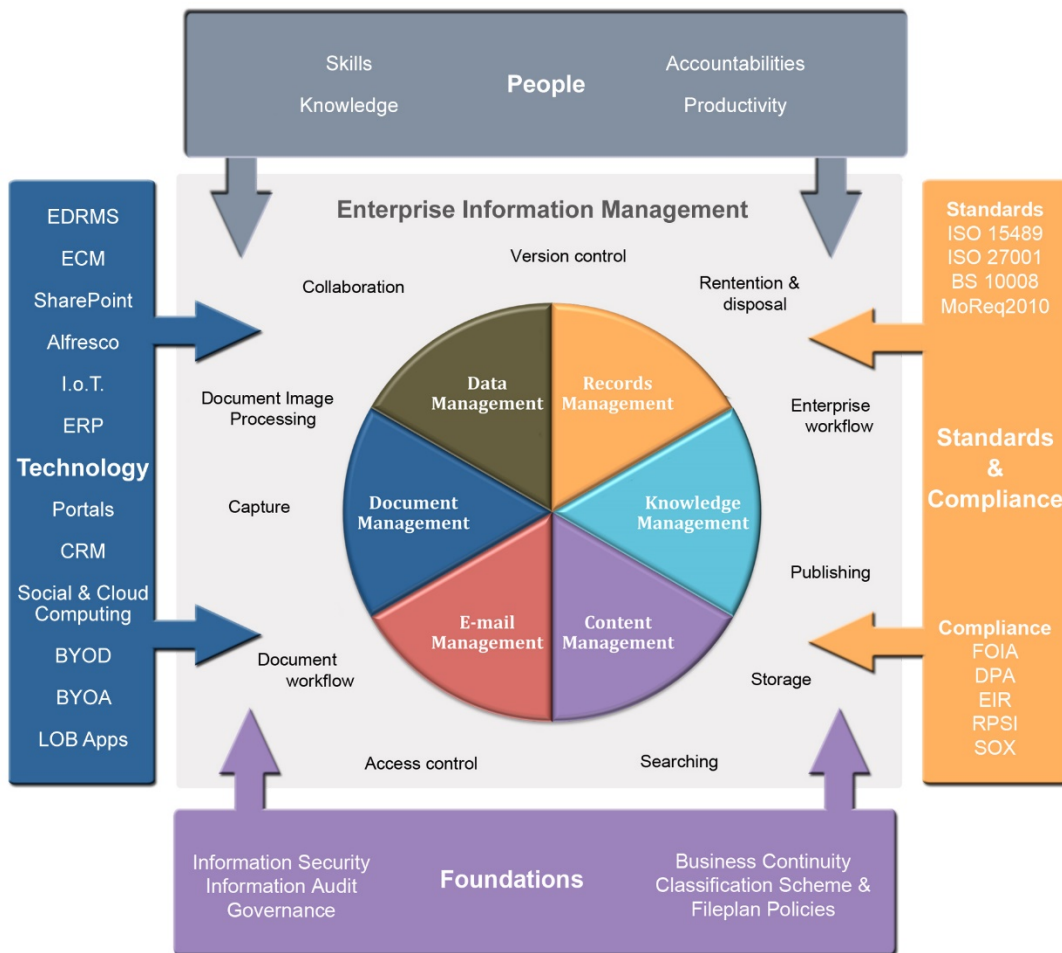 Skills
Knowledge
People
Accountabilities
Productivity
EDRMS
ECM
SharePoint
Alfresco
I.o.T.
ERP
Technology
Portals
CRM
Social & Cloud
Computing
BYOD
BYOA
LOB Apps
Enterprise Information Management
Version control
Collaboration
Rentention &
disposal
Document Image
Processing
Enterprise
workflow
Capture
Publishing
Document
workflow
Storage
Access control
Searching
Data
Management
Records
Management
Document
Management
Knowledge
Management
E-mail
Management
Content
Management
Standards
ISO 15489
ISO 27001
BS 10008
MoReq2010
Standards
&
Compliance
Compliance
FOIA
DPA
EIR
RPSI
SOX
Information Security
Information Audit
Governance
Foundations
Business Continuity
Classification Scheme &
Fileplan Policies